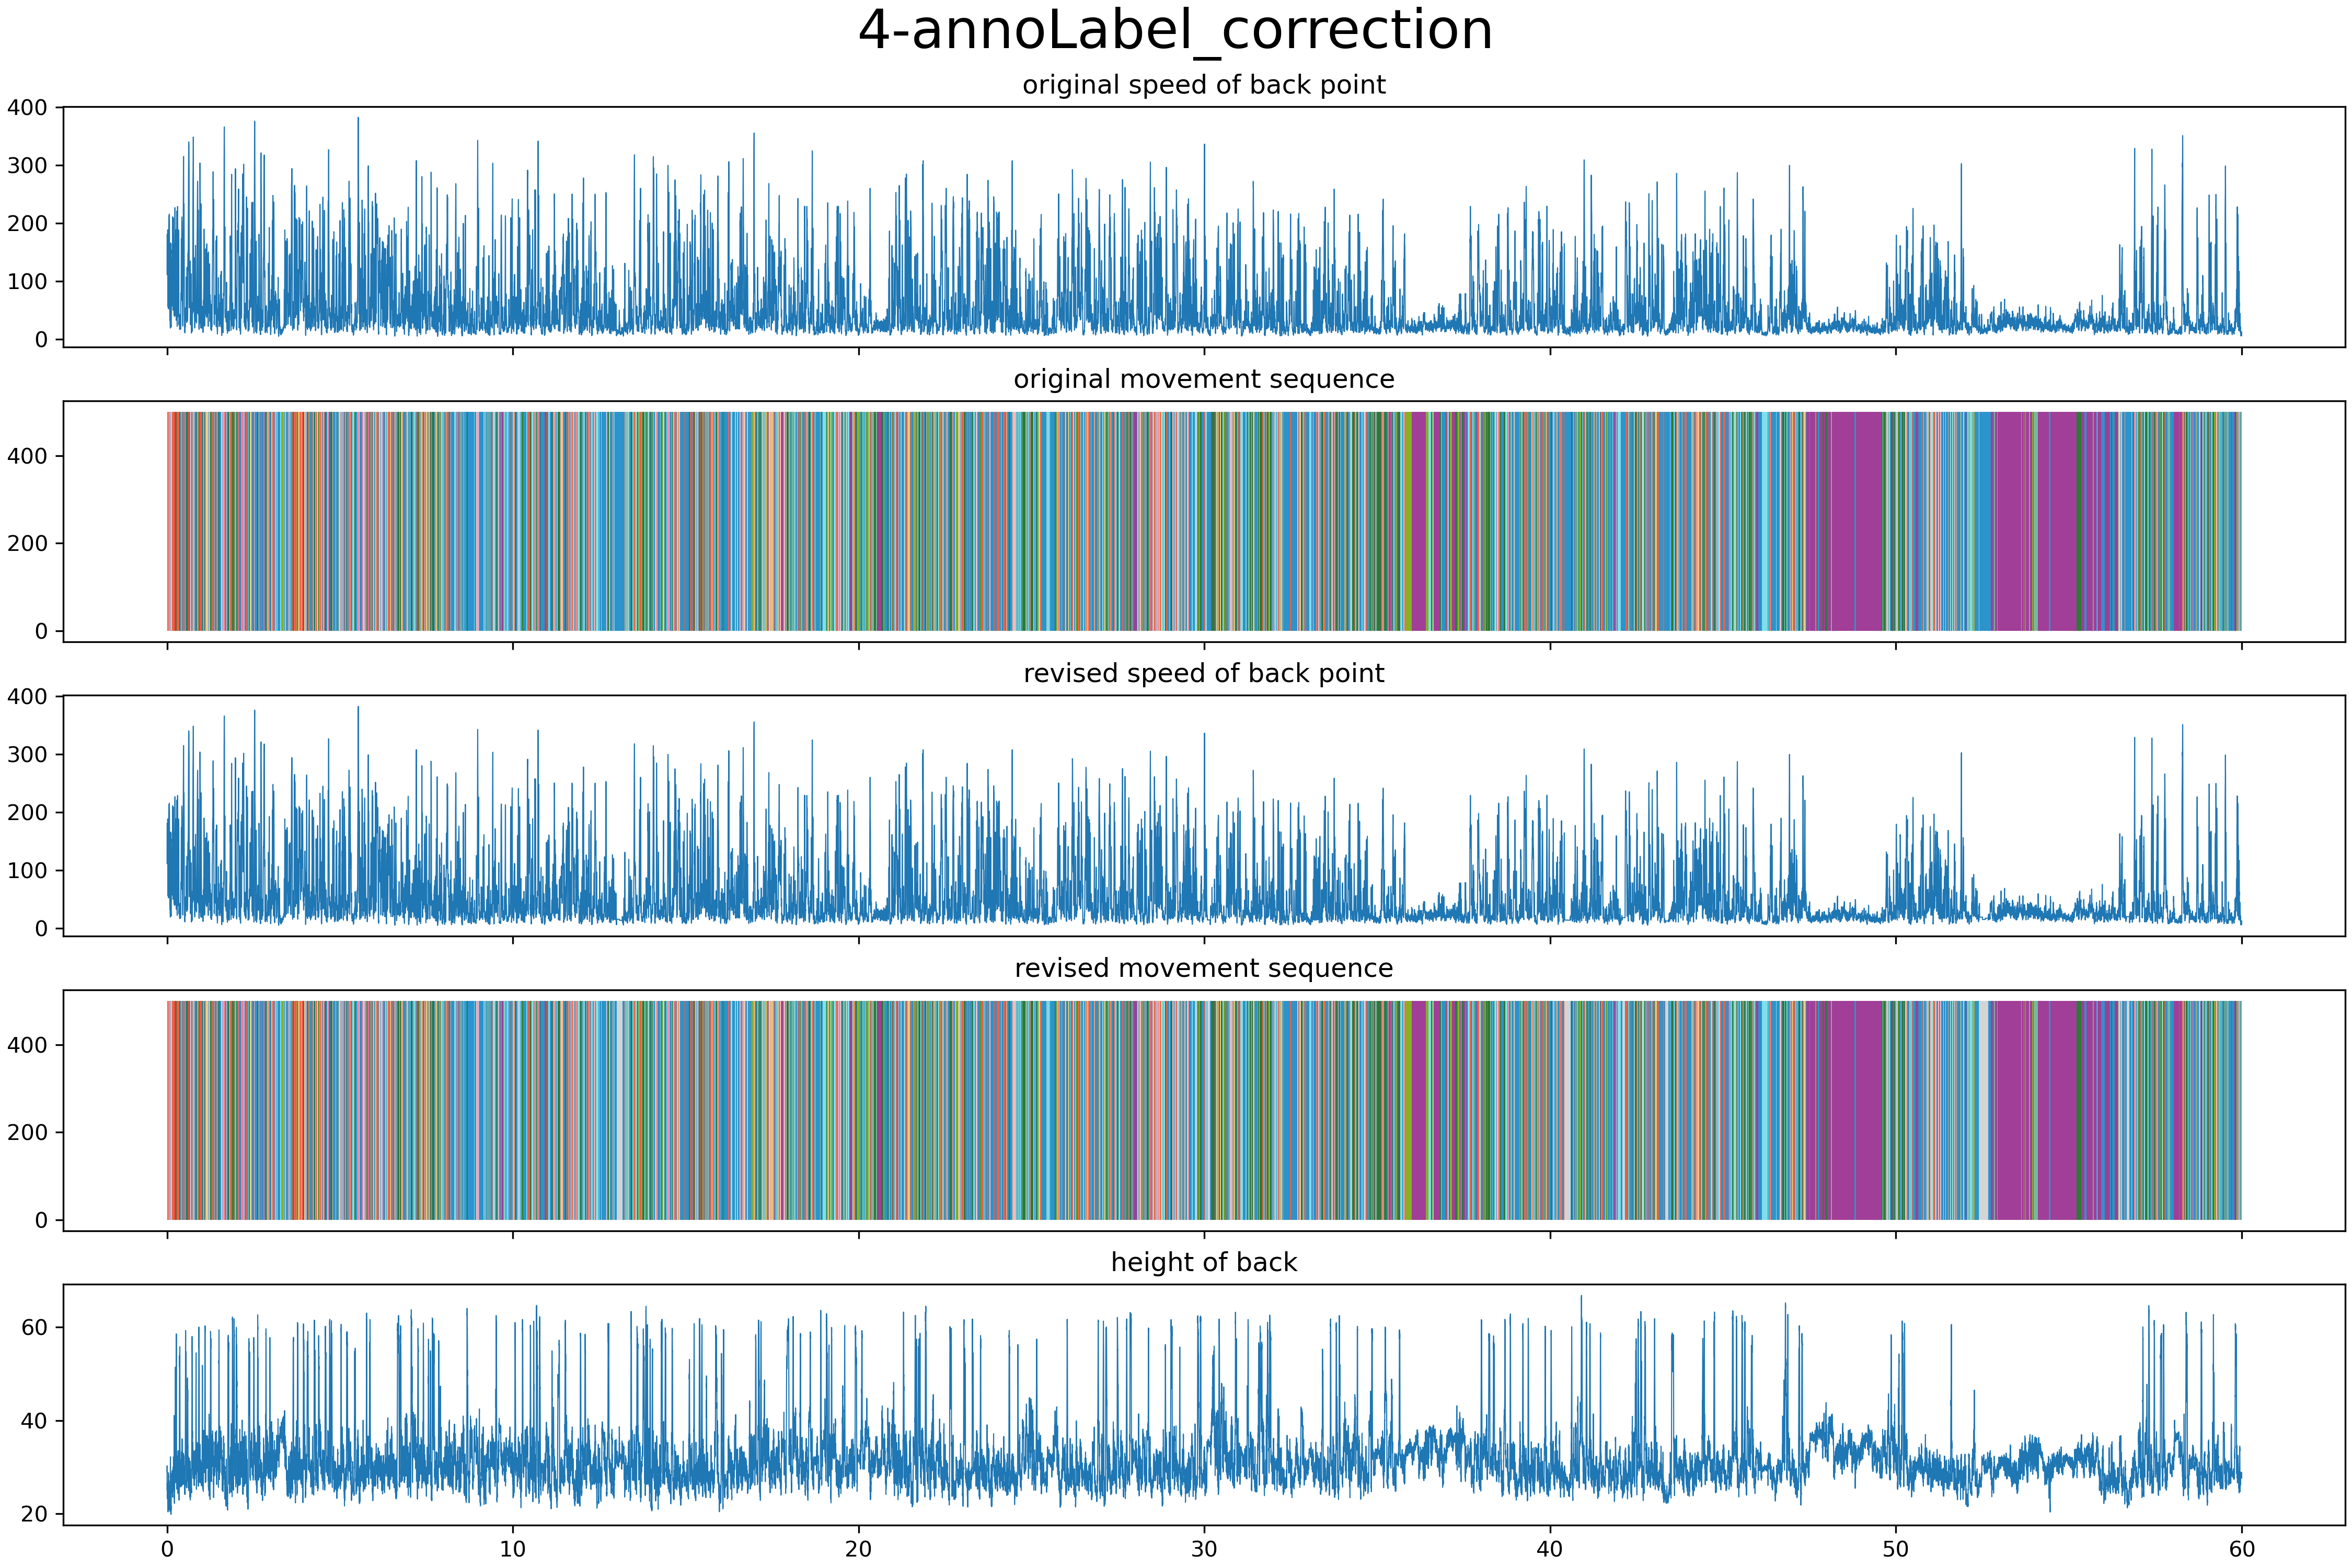 4-annoLabel_correction
original speed of back point
400
300
200
100
0
original movement sequence
400
200
0
revised speed of back point
400
300
200
100
0
revised movement sequence
400
200
0
height of back
60
40
20
0 10 20 30 40 50 60